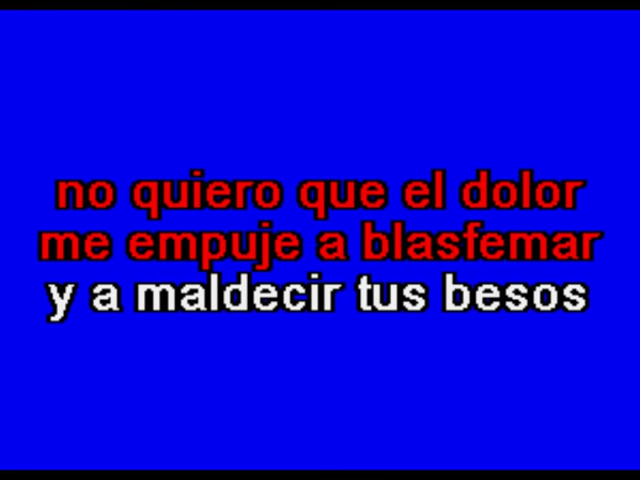 no quiero que el dolor
me empuje a blasfemar
y a maldecir tus besos